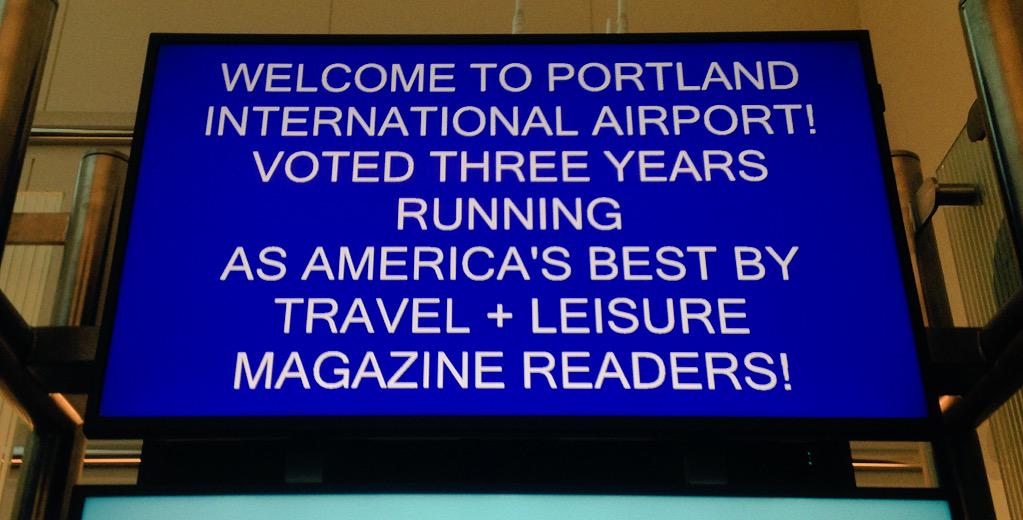 WELCOME TO PORTLAND
INTERNATIONAL AIRPORT!
VOTED THREE YEARS
RUNNING
AS AMERICA'S BEST BY
TRAVEL + LEISURE
MAGAZINE READERS!